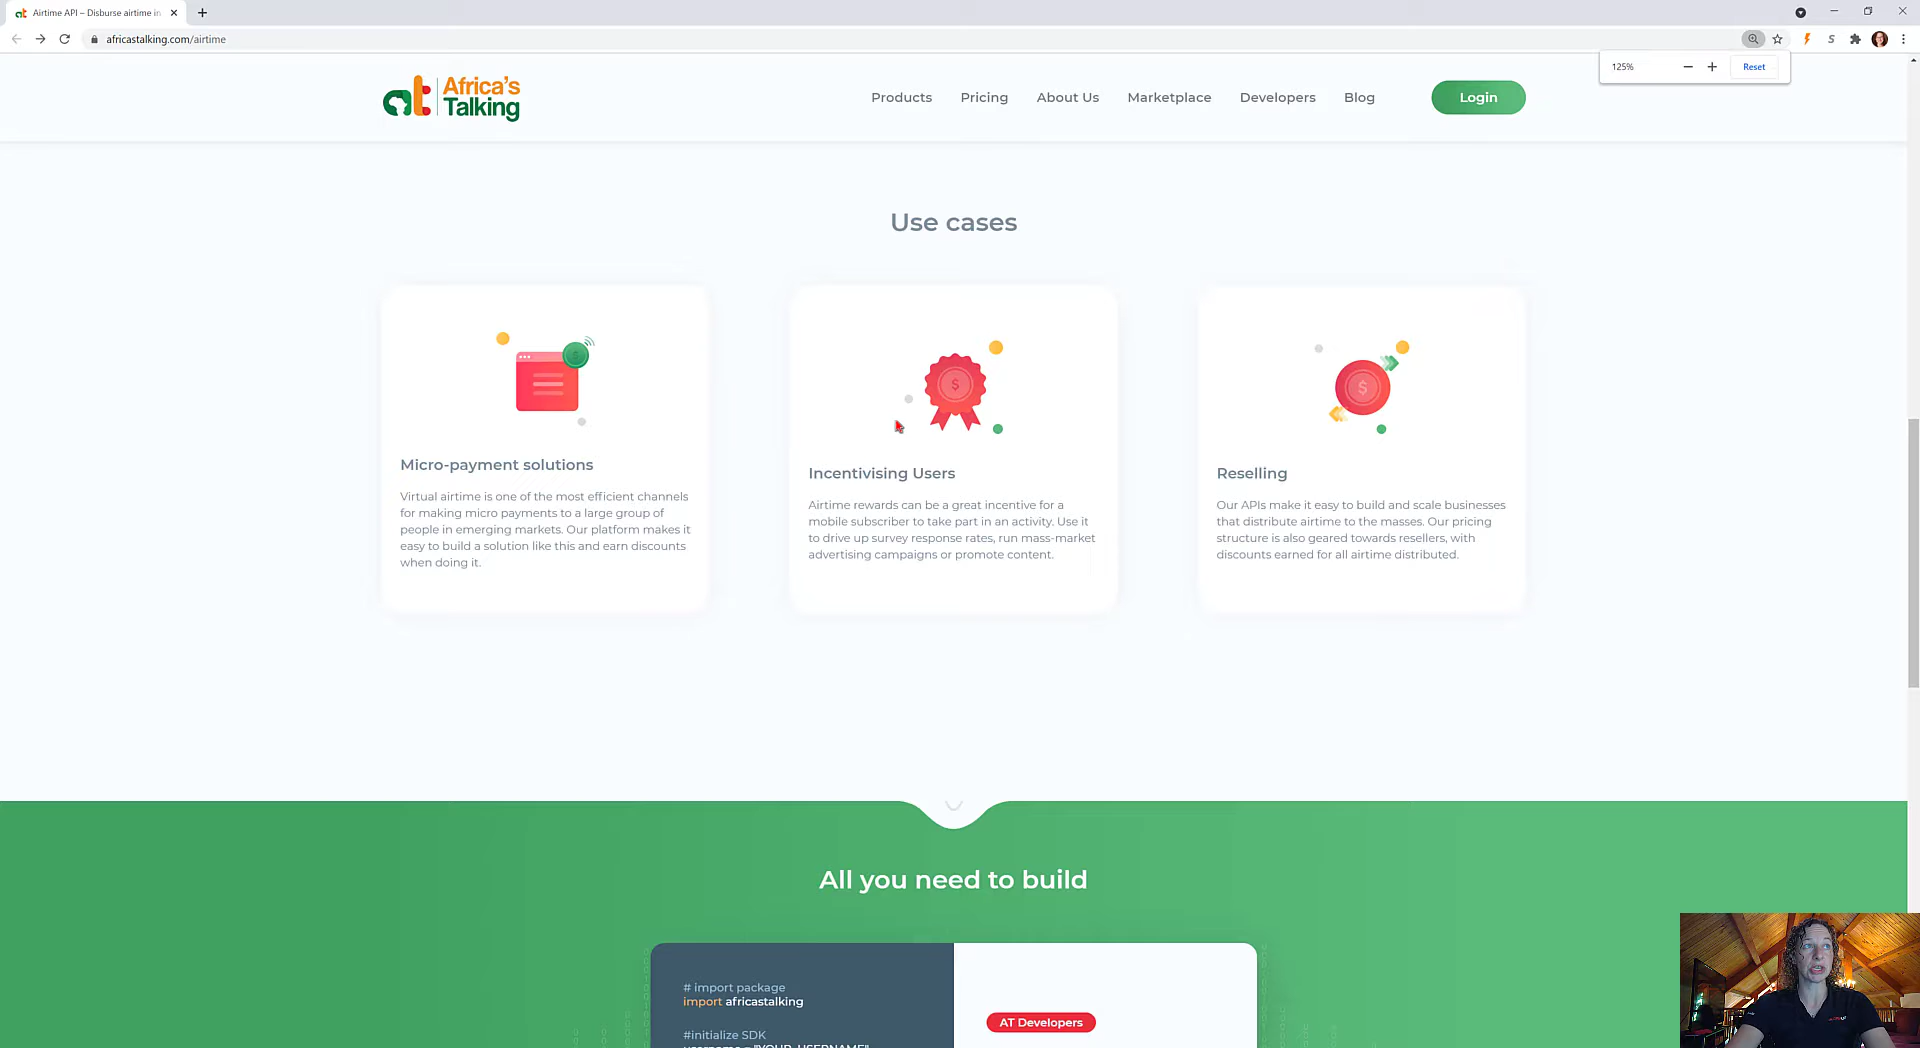 Airtime API – Disburse airtime in
africastalking.com/airtime
125%
Reset
at Africa's
Talking
Products Pricing About Us Marketplace Developers Blog Login
Use cases
Micro-payment solutions
Virtual airtime is one of the most efficient channels
for making micro payments to a large group of
people in emerging markets. Our platform makes it
easy to build a solution like this and earn discounts
when doing it.
Incentivising Users
Airtime rewards can be a great incentive for a
mobile subscriber to take part in an activity. Use it
to drive up survey response rates, run mass-market
advertising campaigns or promote content.
Reselling
Our APIs make it easy to build and scale businesses
that distribute airtime to the masses. Our pricing
structure is also geared towards resellers, with
discounts earned for all airtime distributed.
All you need to build
# import package
import africastalking
#initialize SDK
username = "YOUR_USERNAME"
AT Developers